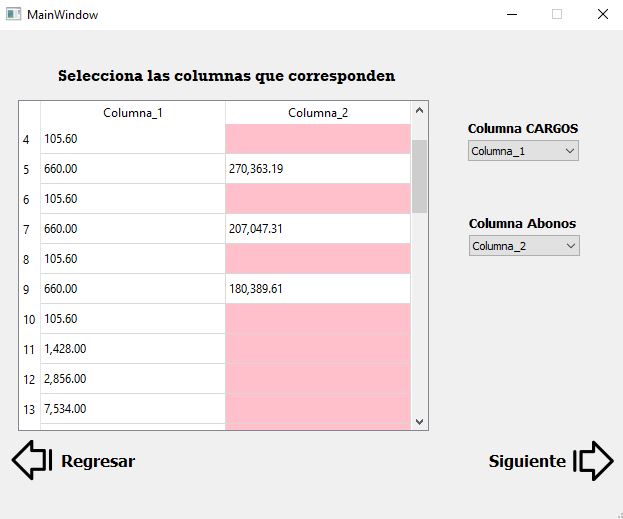 MainWindow
Selecciona las columnas que corresponden
Columna_1 Columna_2
4 105.60
5 660.00 270,363.19
6 105.60
7 660.00 207,047.31
8 105.60
9 660.00 180,389.61
10 105.60
11 1,428.00
12 2,856.00
13 7,534.00
Columna CARGOS
Columna_1
Columna Abonos
Columna_2
Regresar
Siguiente